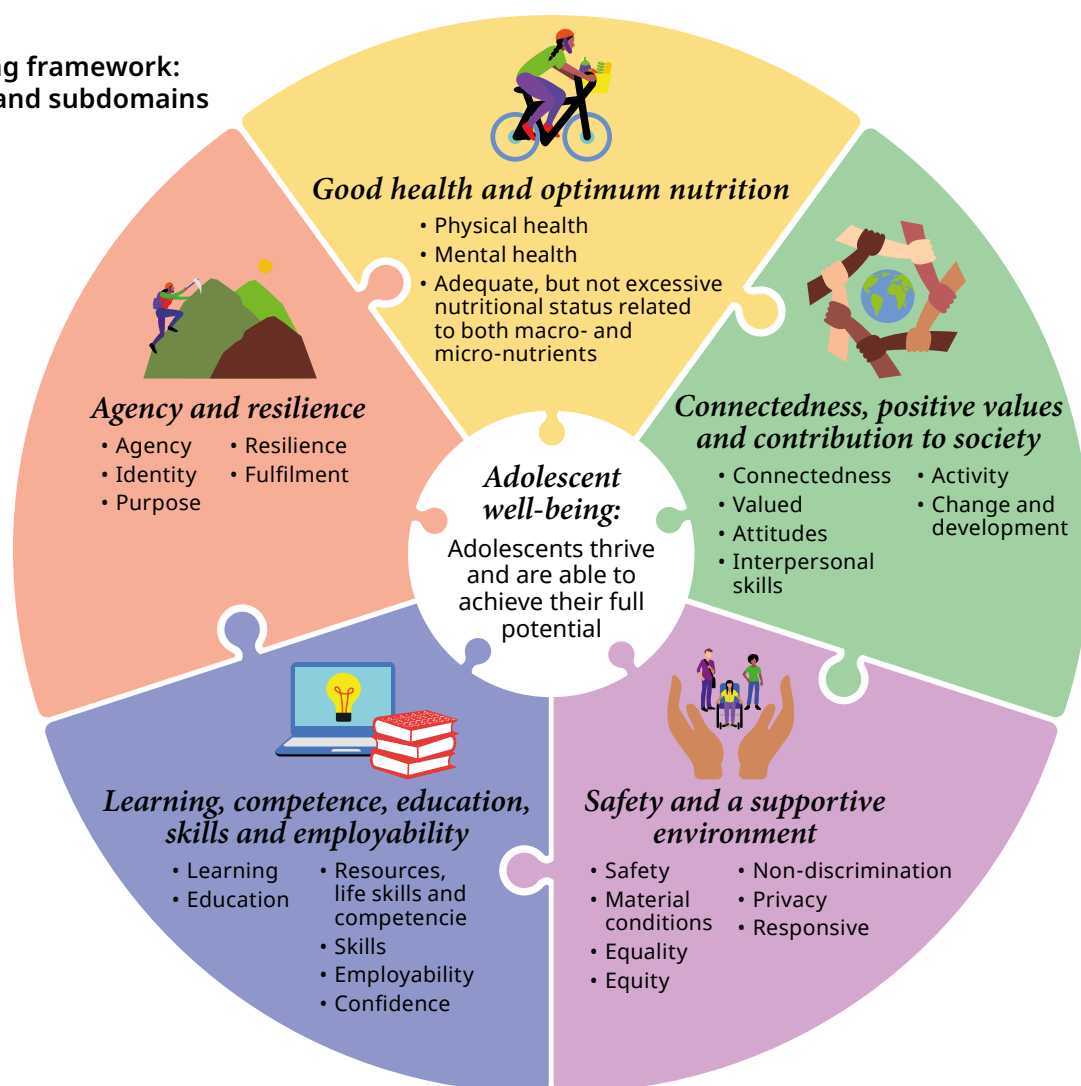 ng framework:
and subdomains
Good health and optimum nutrition
• Physical health
• Mental health
• Adequate, but not excessive
nutritional status related
to both macro- and
micro-nutrients
Agency and resilience
• Agency
• Identity
• Purpose
• Resilience
• Fulfilment
Connectedness, positive values
and contribution to society
• Connectedness
• Valued
• Attitudes
• Interpersonal
skills
• Activity
• Change and
development
Adolescent
well-being:
Adolescents thrive
and are able to
achieve their full
potential
Learning, competence, education,
skills and employability
• Learning
• Education
• Resources,
life skills and
competencie
• Skills
• Employability
• Confidence
Safety and a supportive
environment
• Safety
• Material
conditions
• Equality
• Equity
• Non-discrimination
• Privacy
• Responsive